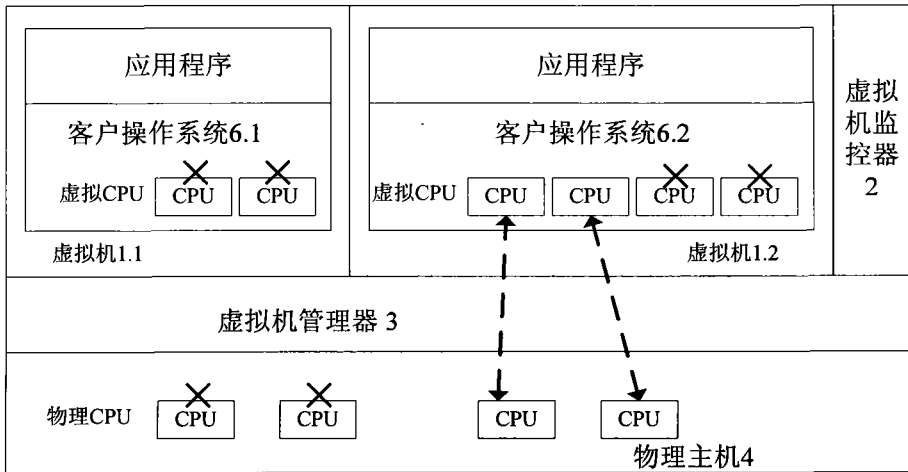 应用程序
客户操作系统6.1
虚拟CPU CPU CPU
虚拟机1.1
应用程序
客户操作系统6.2
虚拟CPU CPU CPU CPU CPU
虚拟机1.2
虚拟
机监
控器
2
虚拟机管理器 3
物理CPU CPU CPU CPU CPU
物理主机4